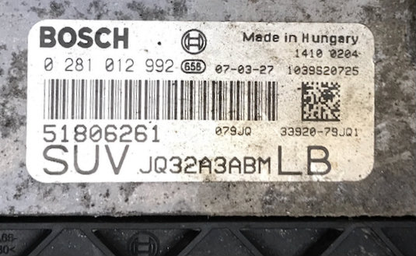 BOSCH Made in Hungary
1410 0204
0 281 012 992 656 07-03-27 1039S20725
51806261 079JQ 33920-79JQ1
SUV JQ32A3ABM LB